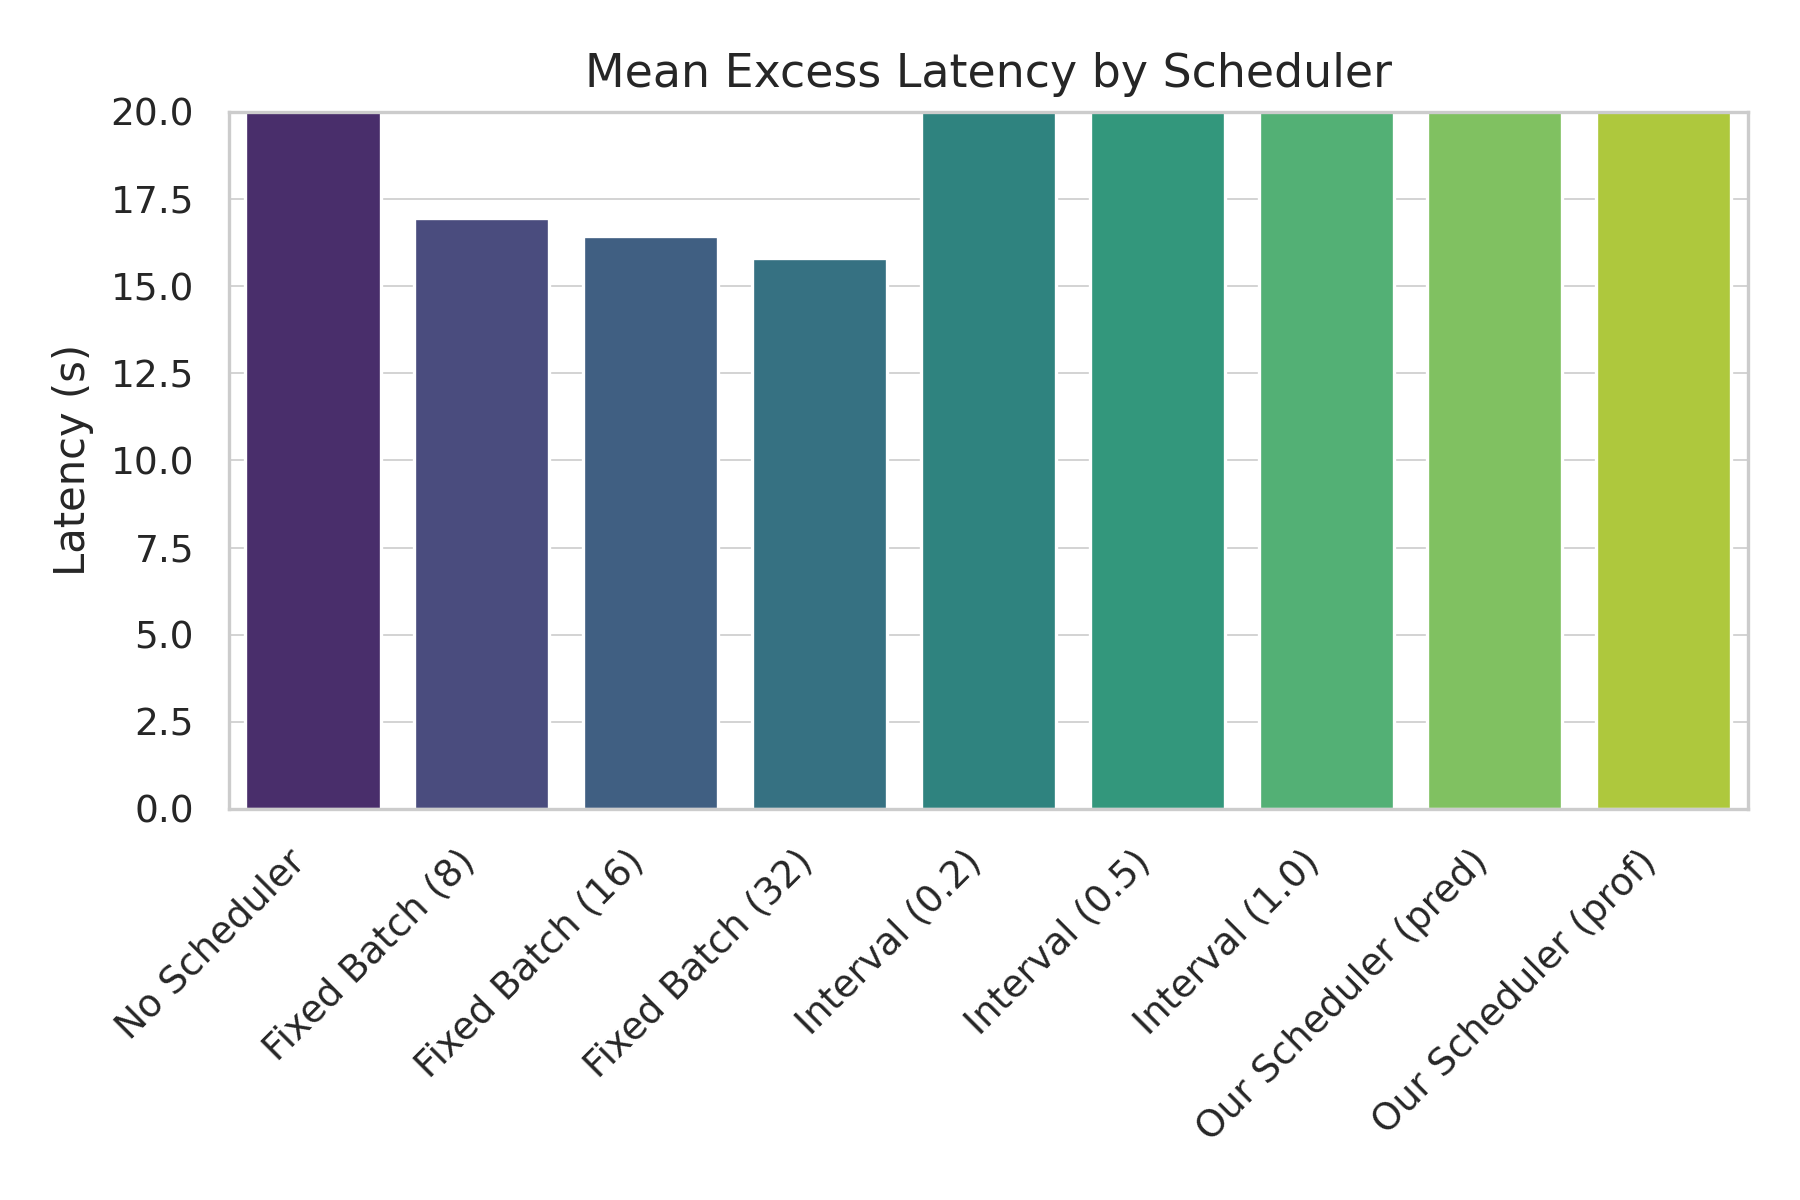 Mean Excess Latency by Scheduler
20.0
17.5
15.0
12.5
10.0
7.5
5.0
2.5
0.0
Latency (s)
No Scheduler
Fixed Batch (8)
Fixed Batch (16)
Fixed Batch (32)
Interval (0.2)
Interval (0.5)
Interval (1.0)
Our Scheduler (pred)
Our Scheduler (prof)